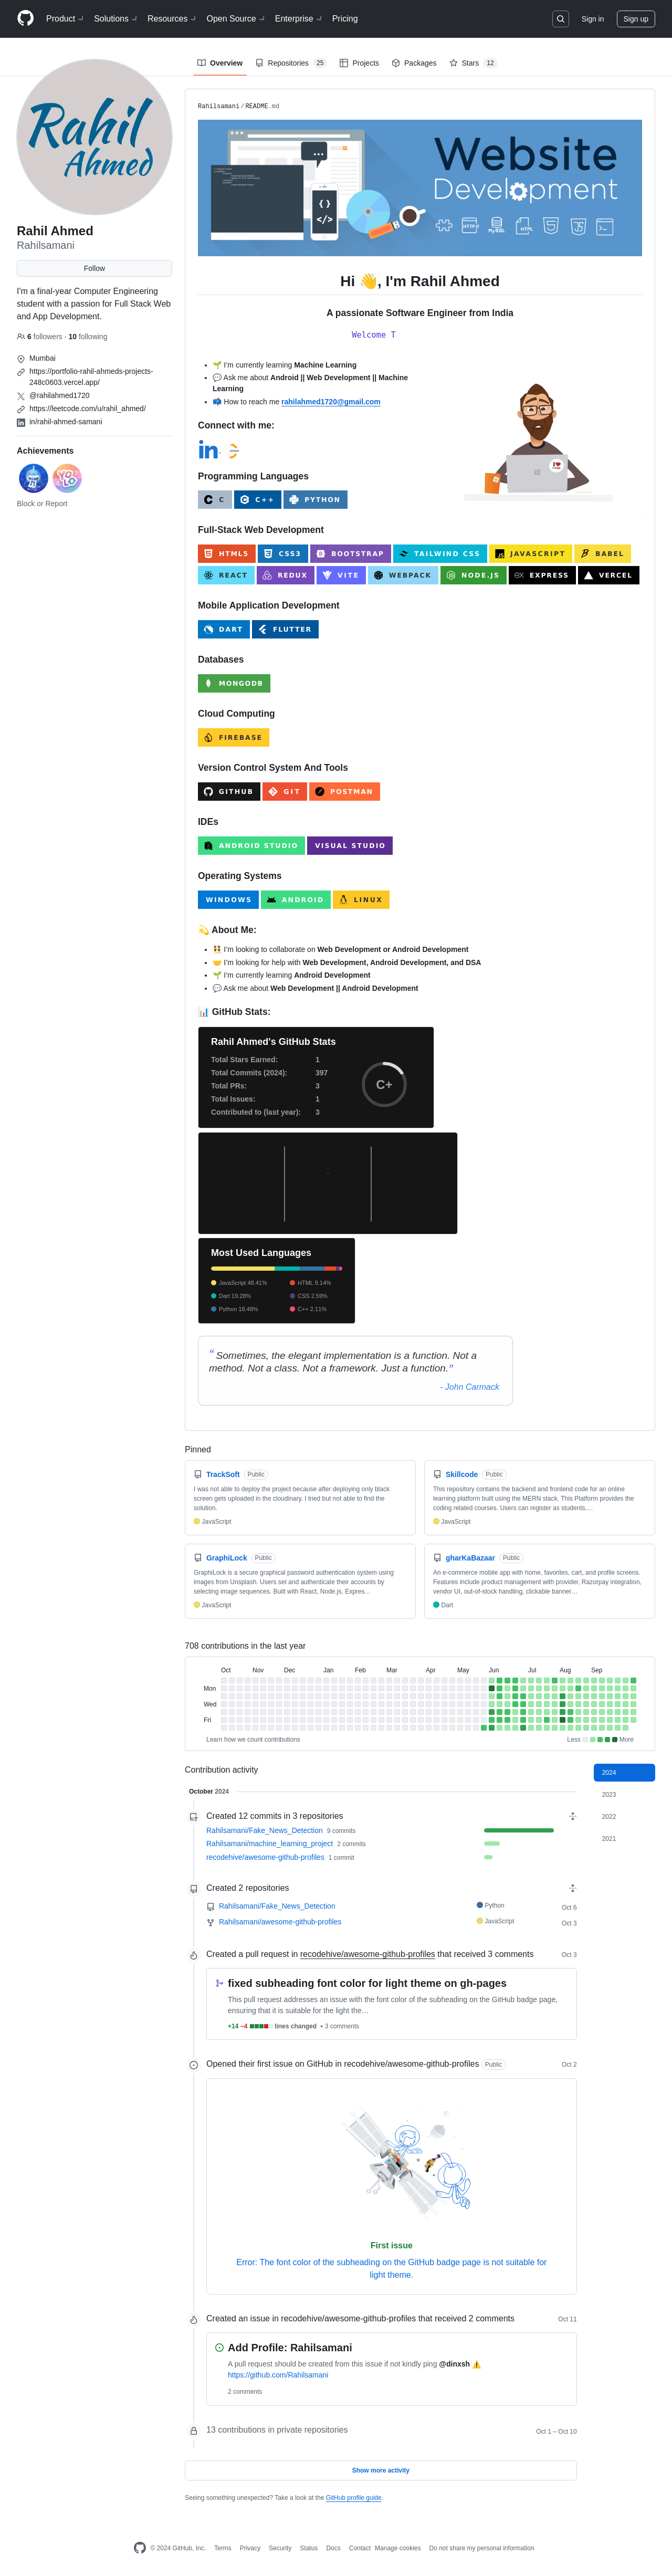 Product Solutions Resources Open Source Enterprise Pricing Sign in Sign up
Overview Repositories 25 Projects Packages Stars 12
Rahil
Ahmed
Rahil Ahmed
Rahilsamani
Follow
I'm a final-year Computer Engineering
student with a passion for Full Stack Web
and App Development.
6 followers · 10 following
Mumbai
https://portfolio-rahil-ahmeds-projects-
248c0603.vercel.app/
@rahilahmed1720
https://leetcode.com/u/rahil_ahmed/
in/rahil-ahmed-samani
Achievements
Block or Report
Rahilsamani/README.md
Website
Development
Hi 👋, I'm Rahil Ahmed
A passionate Software Engineer from India
Welcome T
🌱 I'm currently learning Machine Learning
💬 Ask me about Android || Web Development || Machine
Learning
📫 How to reach me rahilahmed1720@gmail.com
Connect with me:
Programming Languages
C C++ PYTHON
Full-Stack Web Development
HTML5 CSS3 BOOTSTRAP TAILWIND CSS JAVASCRIPT BABEL
REACT REDUX VITE WEBPACK NODE.JS EXPRESS VERCEL
Mobile Application Development
DART FLUTTER
Databases
MONGODB
Cloud Computing
FIREBASE
Version Control System And Tools
GITHUB GIT POSTMAN
IDEs
ANDROID STUDIO VISUAL STUDIO
Operating Systems
WINDOWS ANDROID LINUX
💫 About Me:
👯 I'm looking to collaborate on Web Development or Android Development
🤝 I'm looking for help with Web Development, Android Development, and DSA
🌱 I'm currently learning Android Development
💬 Ask me about Web Development || Android Development
📊 GitHub Stats:
Rahil Ahmed's GitHub Stats
Total Stars Earned: 1
Total Commits (2024): 397
Total PRs: 3
Total Issues: 1
Contributed to (last year): 3
C+
Most Used Languages
JavaScript 48.41% HTML 9.14%
Dart 19.28% CSS 2.59%
Python 18.48% C++ 2.11%
“ Sometimes, the elegant implementation is a function. Not a
method. Not a class. Not a framework. Just a function.”
- John Carmack
Pinned
TrackSoft Public
I was not able to deploy the project because after deploying only black
screen gets uploaded in the cloudinary. I tried but not able to find the
solution.
JavaScript
Skillcode Public
This repository contains the backend and frontend code for an online
learning platform built using the MERN stack. This Platform provides the
coding related courses. Users can register as students,…
JavaScript
GraphiLock Public
GraphiLock is a secure graphical password authentication system using
images from Unsplash. Users set and authenticate their accounts by
selecting image sequences. Built with React, Node.js, Expres…
JavaScript
gharKaBazaar Public
An e-commerce mobile app with home, favorites, cart, and profile screens.
Features include product management with provider, Razorpay integration,
vendor UI, out-of-stock handling, clickable banner…
Dart
708 contributions in the last year
Oct Nov Dec Jan Feb Mar Apr May Jun Jul Aug Sep
Mon
Wed
Fri
Learn how we count contributions Less More
Contribution activity
2024
2023
2022
2021
October 2024
Created 12 commits in 3 repositories
Rahilsamani/Fake_News_Detection 9 commits
Rahilsamani/machine_learning_project 2 commits
recodehive/awesome-github-profiles 1 commit
Created 2 repositories
Rahilsamani/Fake_News_Detection Python Oct 6
Rahilsamani/awesome-github-profiles JavaScript Oct 3
Created a pull request in recodehive/awesome-github-profiles that received 3 comments Oct 3
fixed subheading font color for light theme on gh-pages
This pull request addresses an issue with the font color of the subheading on the GitHub badge page,
ensuring that it is suitable for the light the…
+14 −4 lines changed • 3 comments
Opened their first issue on GitHub in recodehive/awesome-github-profiles Public Oct 2
First issue
Error: The font color of the subheading on the GitHub badge page is not suitable for
light theme.
Created an issue in recodehive/awesome-github-profiles that received 2 comments Oct 11
Add Profile: Rahilsamani
A pull request should be created from this issue if not kindly ping @dinxsh ⚠️
https://github.com/Rahilsamani
2 comments
13 contributions in private repositories Oct 1 – Oct 10
Show more activity
Seeing something unexpected? Take a look at the GitHub profile guide.
© 2024 GitHub, Inc. Terms Privacy Security Status Docs Contact Manage cookies Do not share my personal information